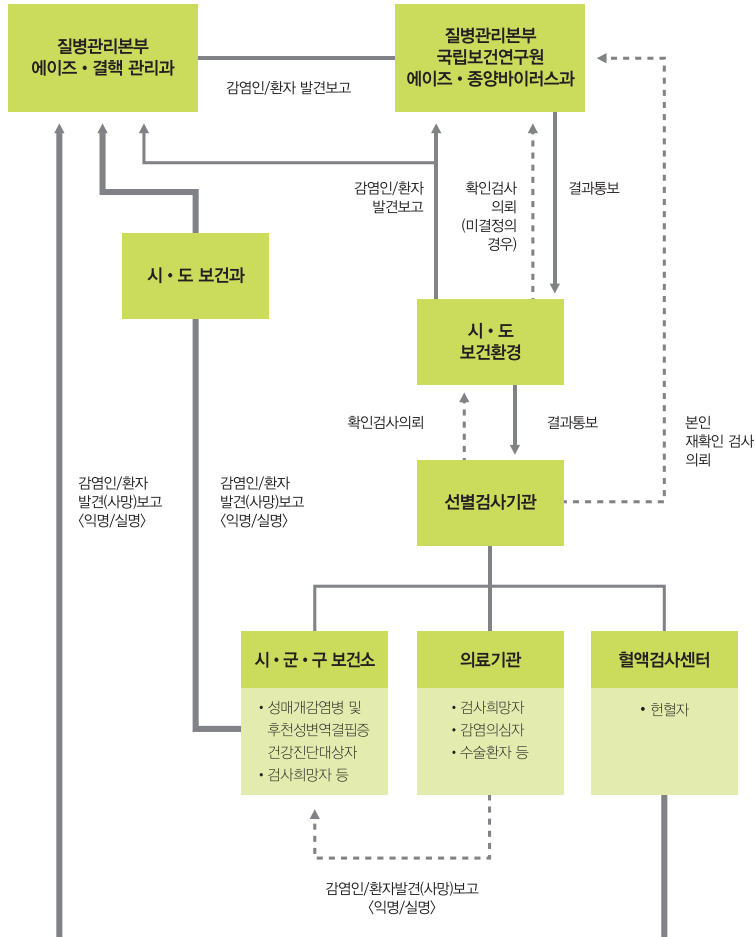 질병관리본부
에이즈・결핵 관리과
질병관리본부
국립보건연구원
에이즈・종양바이러스과
감염인/환자 발견보고
감염인/환자
발견보고
확인검사
의뢰
(미결정의
경우)
결과통보
시・도 보건과
시・도
보건환경
확인검사의뢰
결과통보
본인
재확인 검사
의뢰
감염인/환자
발견(사망)보고
〈익명/실명〉
감염인/환자
발견(사망)보고
〈익명/실명〉
선별검사기관
시・군・구 보건소
의료기관
혈액검사센터
• 성매개감염병 및
후천성변역결핍증
건강진단대상자
• 검사희망자 등
• 검사희망자
• 감염의심자
• 수술환자 등
• 헌혈자
감염인/환자발견(사망)보고
〈익명/실명〉